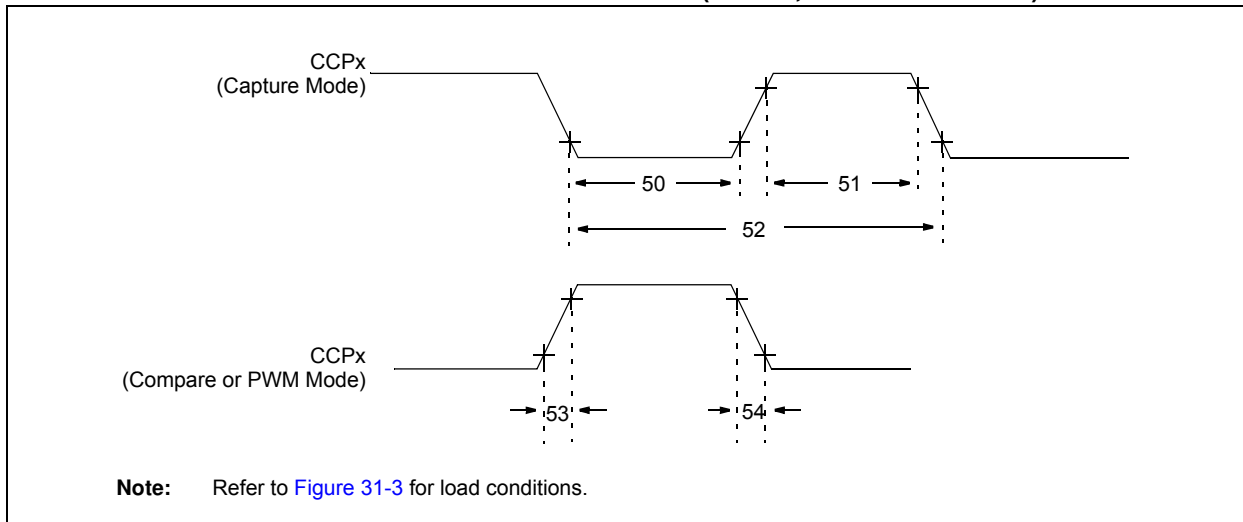 CCPx
(Capture Mode)
50
51
52
CCPx
(Compare or PWM Mode)
53
54
Note: Refer to Figure 31-3 for load conditions.